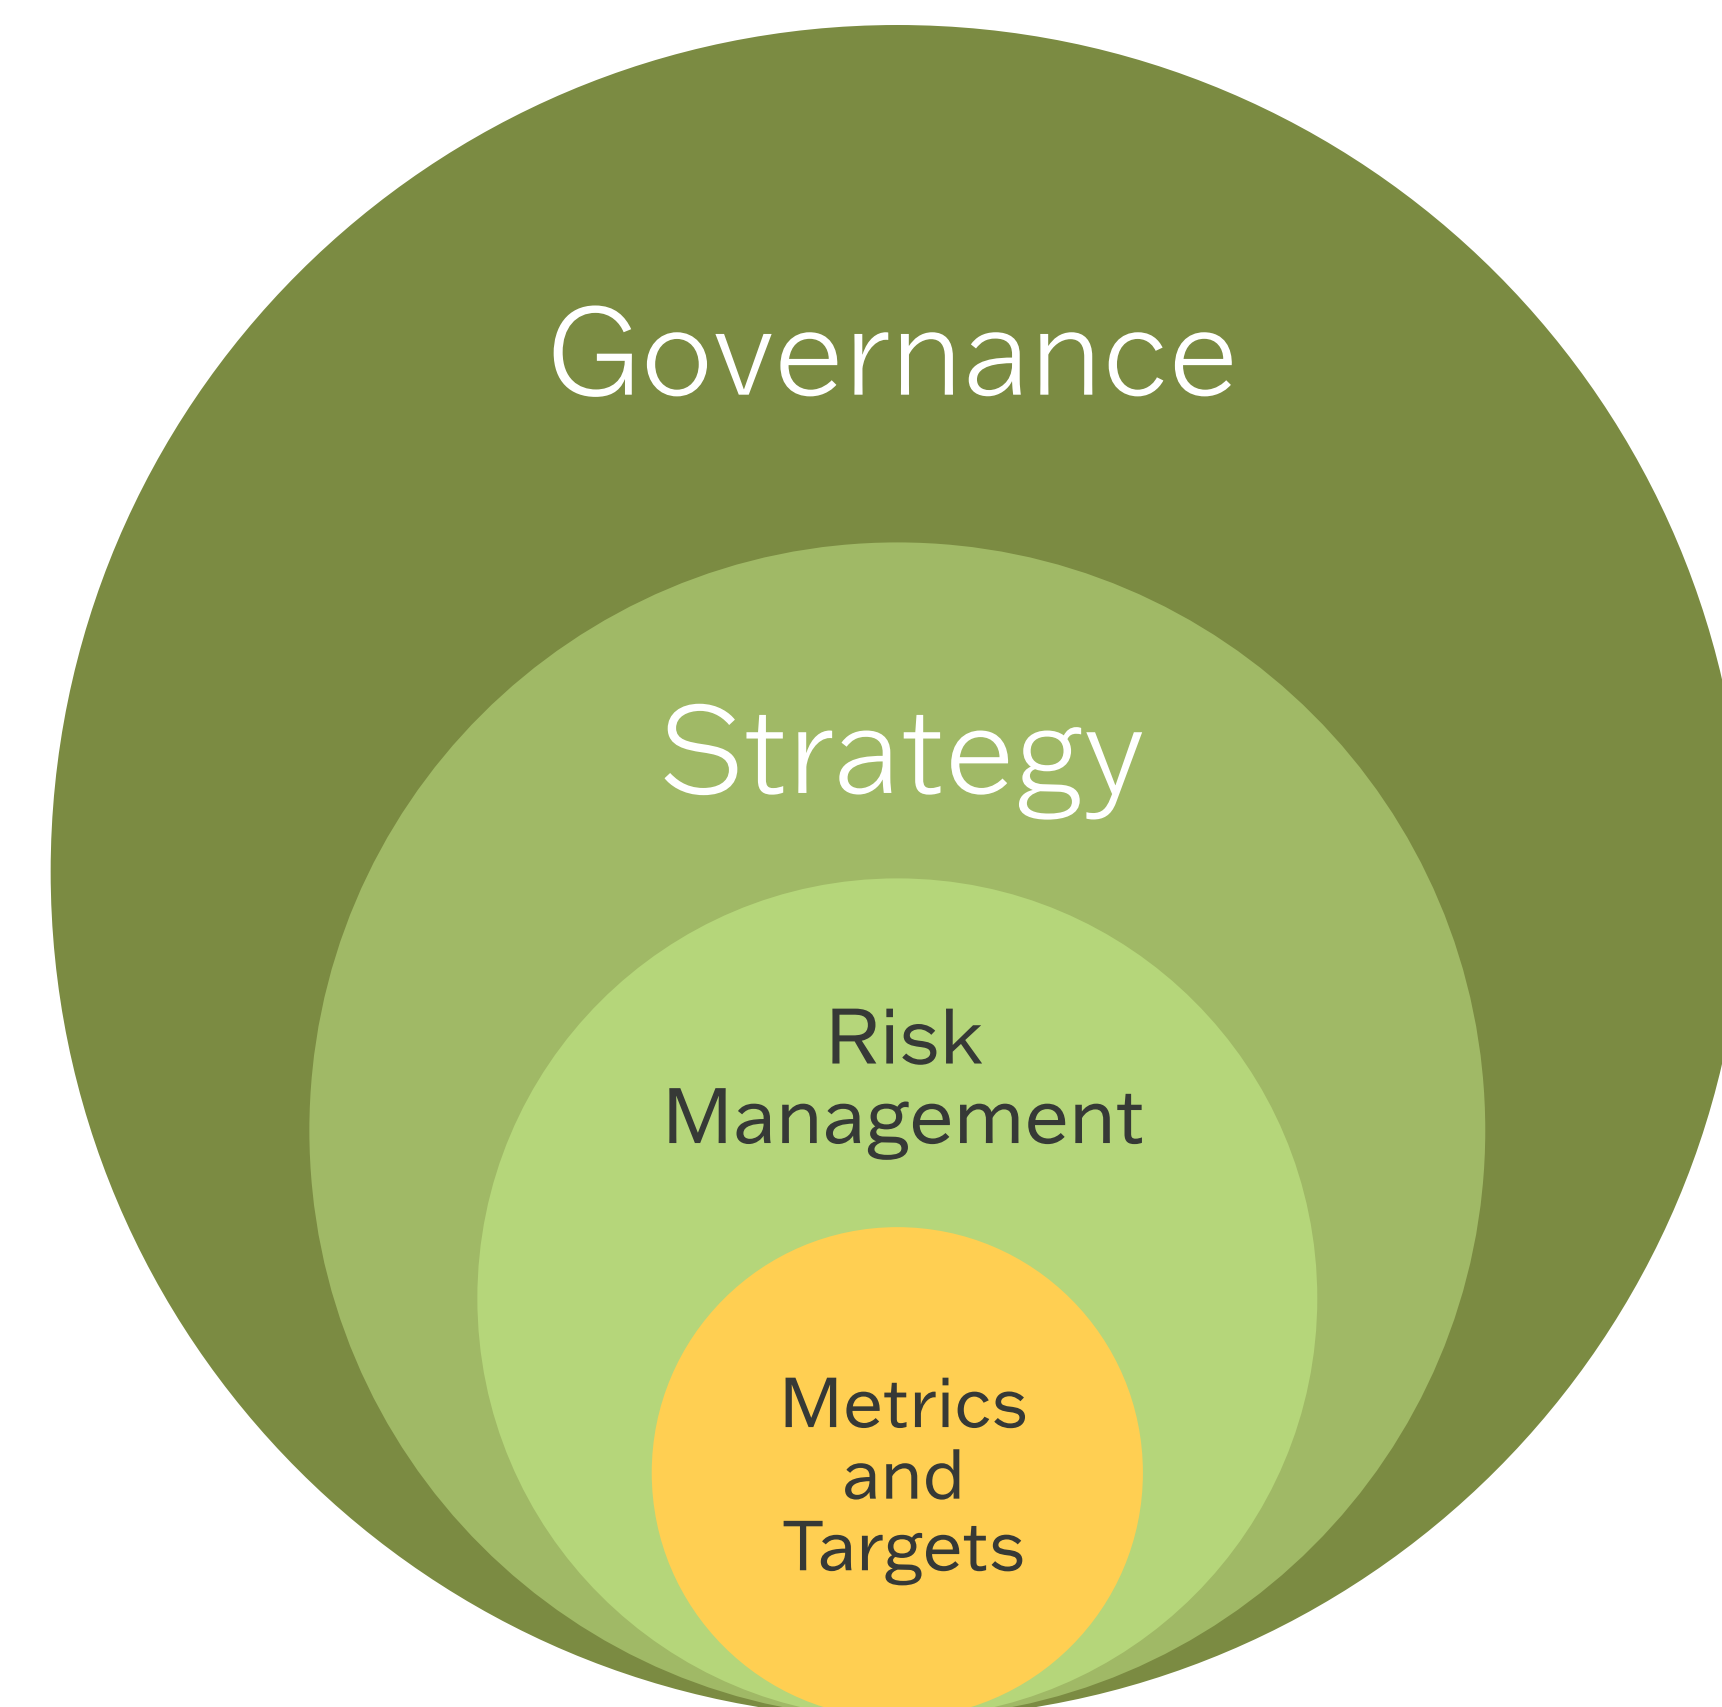 Governance
Strategy
Risk
Management
Metrics
and
Targets